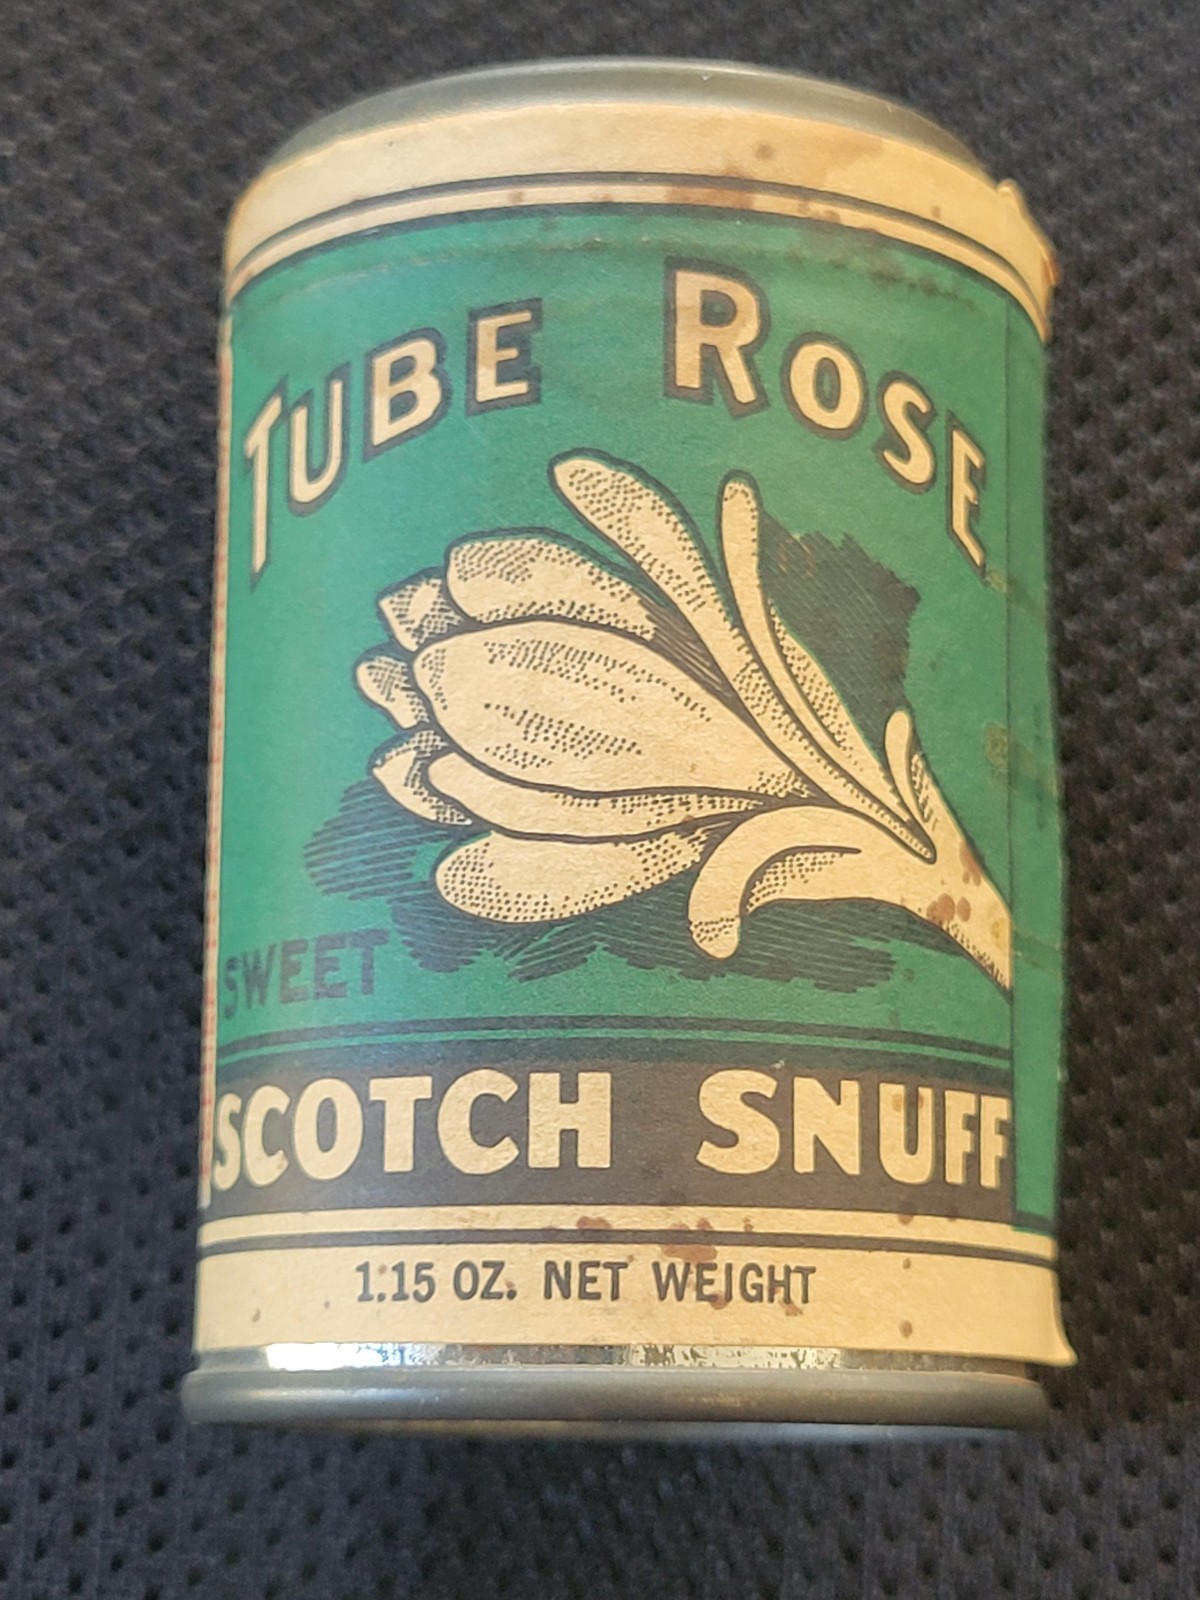 TUBE ROSE
SWEET
SCOTCH SNUFF
1.15 OZ. NET WEIGHT